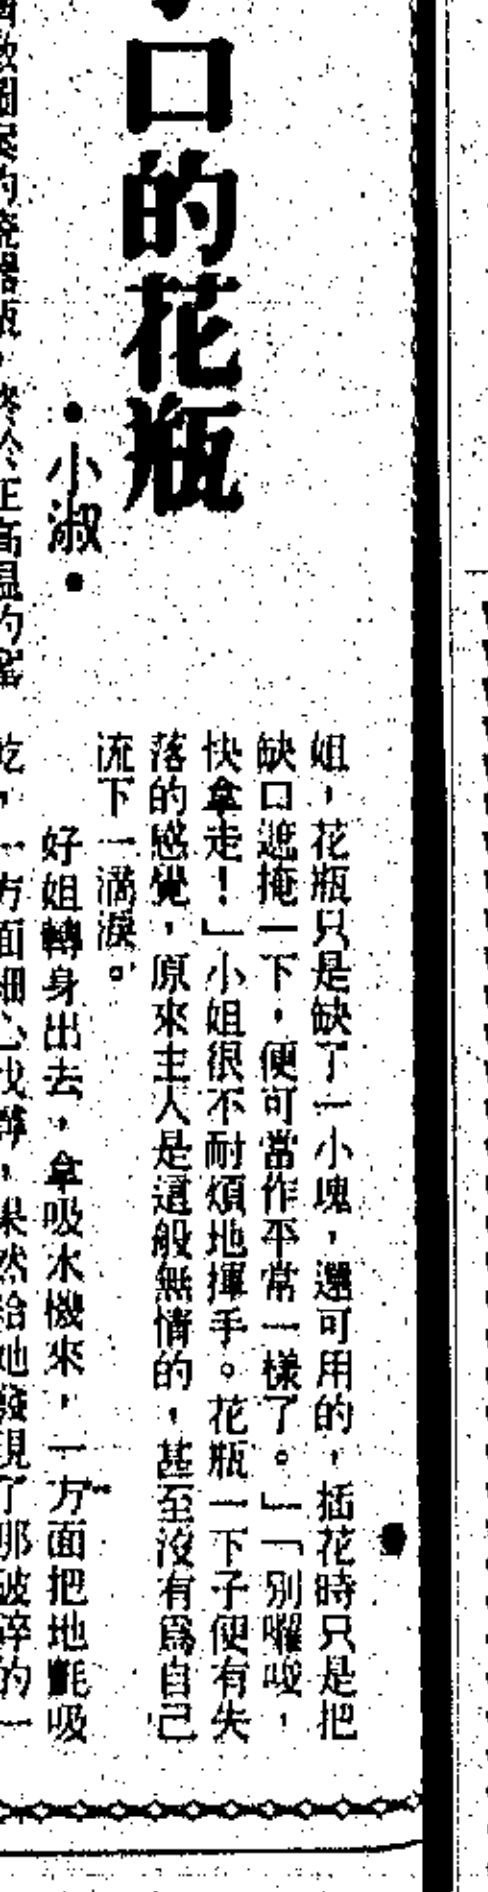 口的花瓶
•小淑•
姐，花瓶只是缺了一小塊，還可用的，插花時只是把
缺口遮掩一下，便可當作平常一樣了。」「別囉唆，
快拿走！」小姐很不耐煩地揮手。花瓶一下子便有失
落的感覺，原來主人是這般無情的，甚至沒有爲自己
流下一滴淚。
好姐轉身出去，拿吸水機來，一方面把地氈吸
乾，一方面細心找尋，果然給她發現了那破碎的一